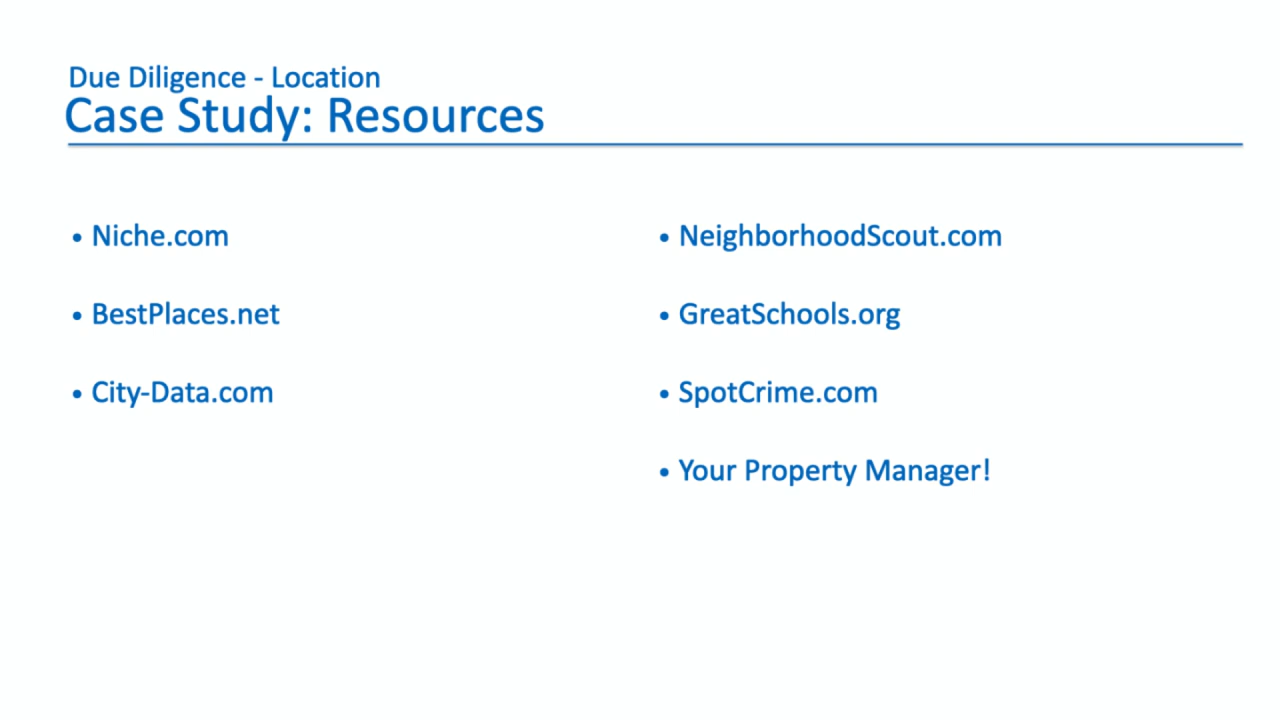 Due Diligence - Location
Case Study: Resources
• Niche.com
• BestPlaces.net
• City-Data.com
• NeighborhoodScout.com
• GreatSchools.org
• SpotCrime.com
• Your Property Manager!